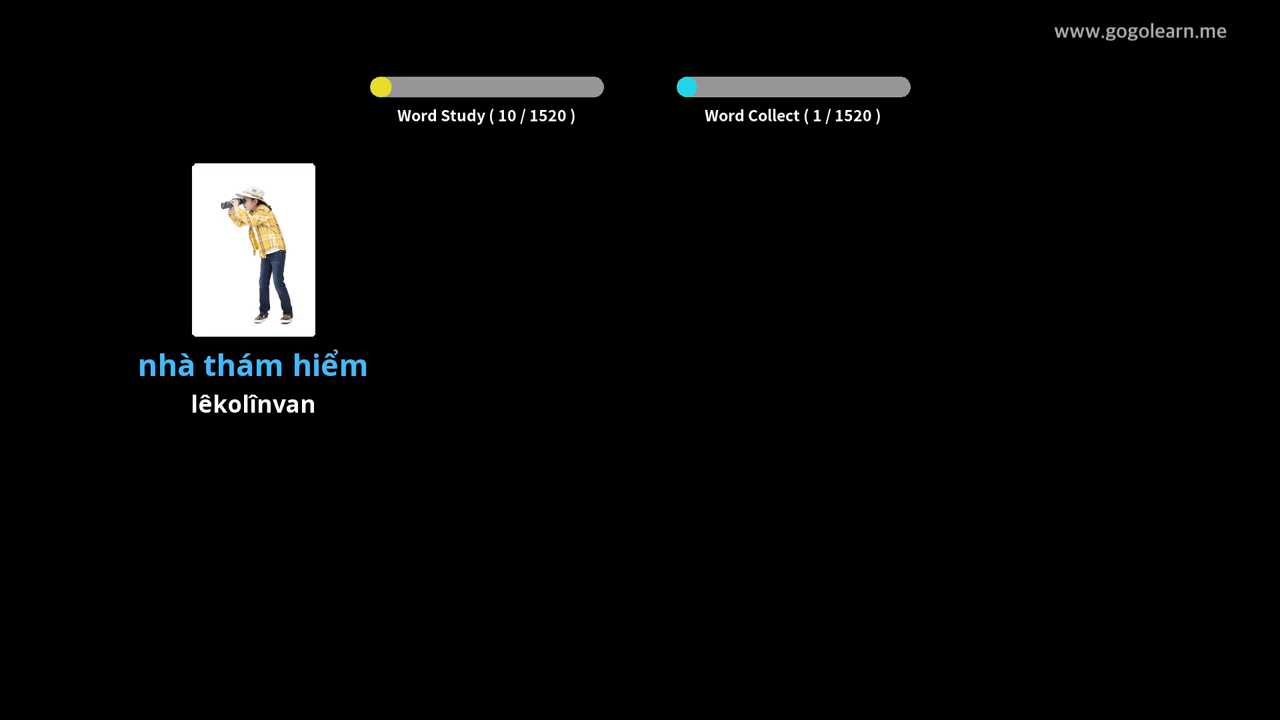 www.gogolearn.me
Word Study ( 10 / 1520 )
Word Collect ( 1 / 1520 )
nhà thám hiểm
lêkolînvan